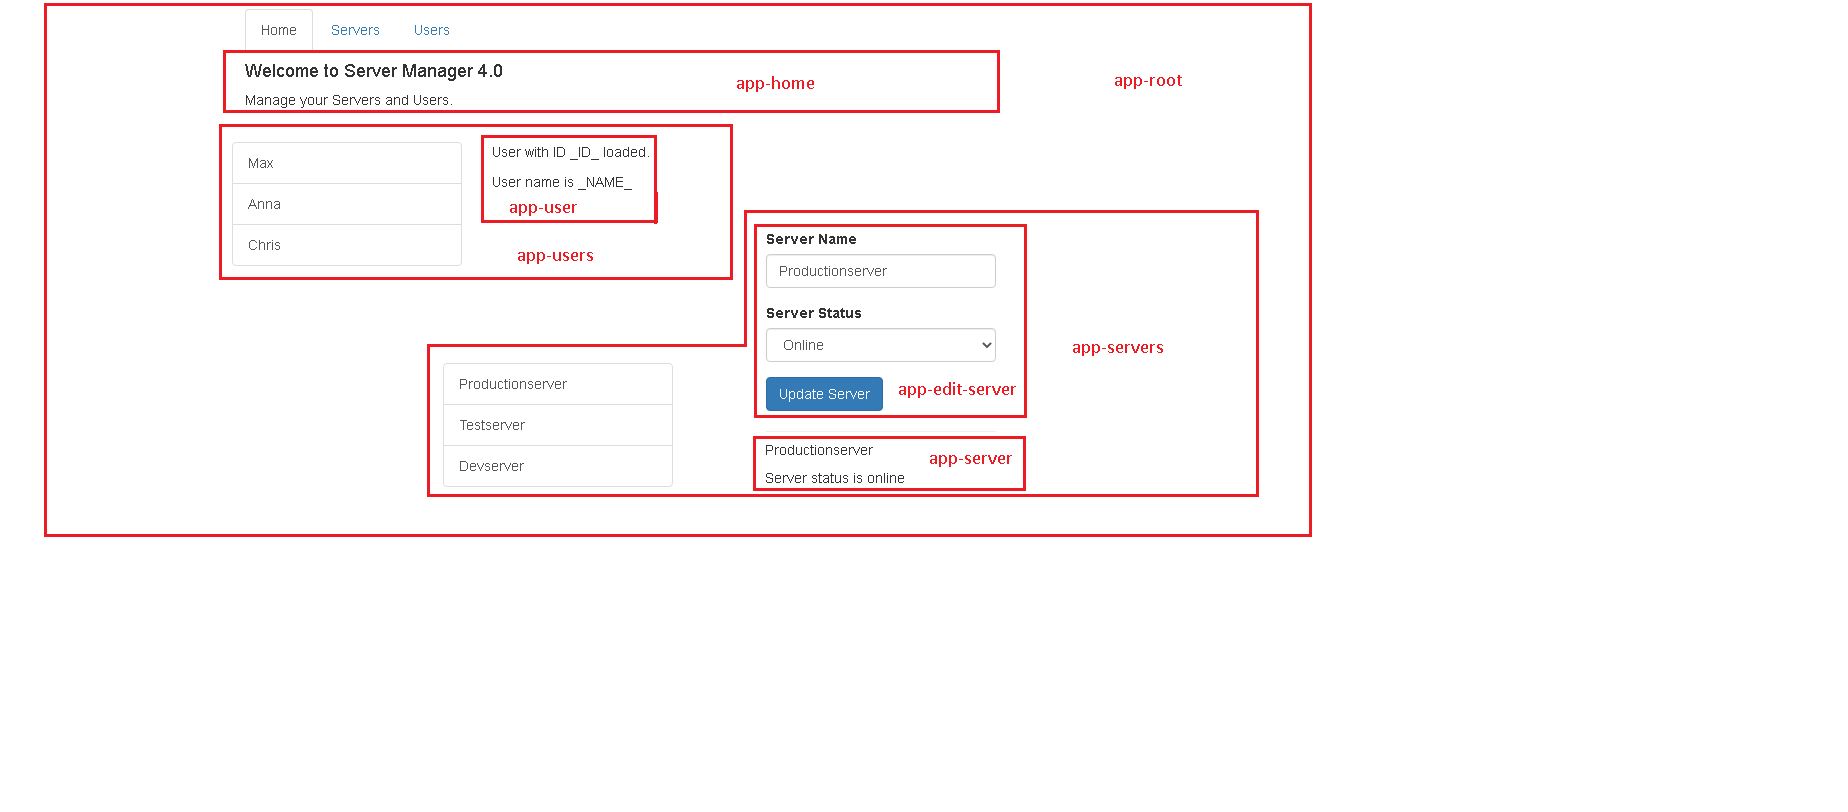 Home Servers Users
Welcome to Server Manager 4.0
Manage your Servers and Users.
app-home
app-root
Max
Anna
Chris
User with ID _ID_ loaded.
User name is _NAME_
app-user
app-users
Server Name
Productionserver
Server Status
Online
Update Server
app-edit-server
app-servers
Productionserver
Testserver
Devserver
Productionserver
Server status is online
app-server